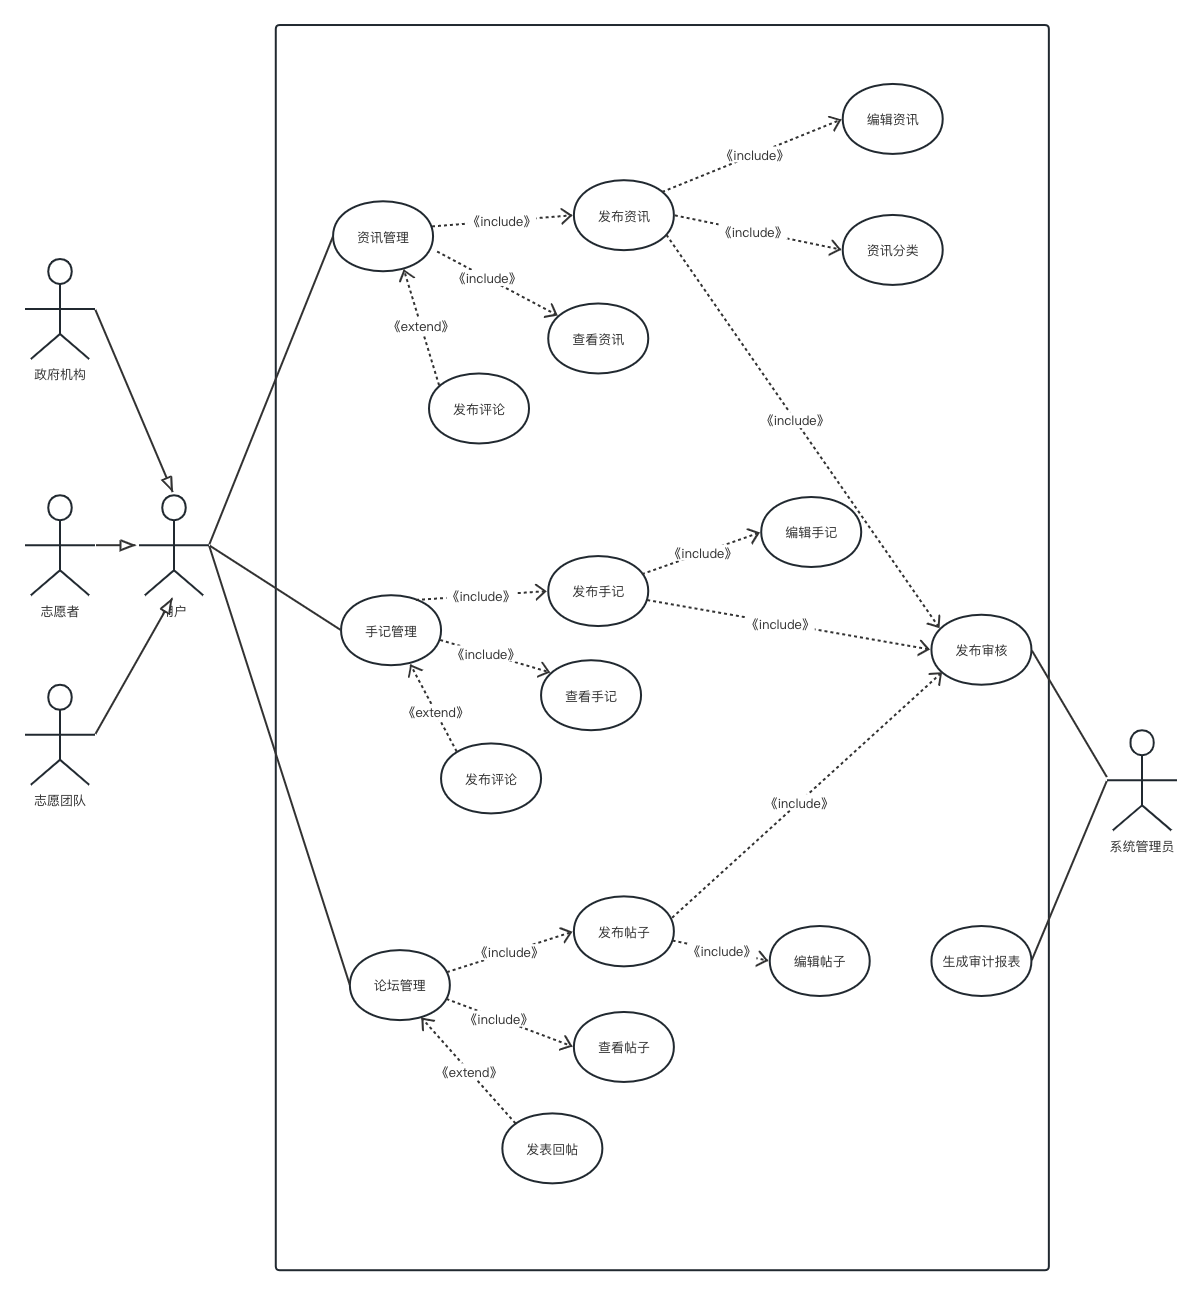 编辑资讯
《include》
发布资讯
《include》
《include》
资讯管理
资讯分类
《include》
《extend》
查看资讯
政府机构
发布评论
《include》
编辑手记
《include》
发布手记
《include》
志愿者
用户
《include》
手记管理
发布审核
《include》
查看手记
《extend》
发布评论
志愿团队
《include》
系统管理员
发布帖子
《include》
《include》
编辑帖子
生成审计报表
论坛管理
《include》
查看帖子
《extend》
发表回帖